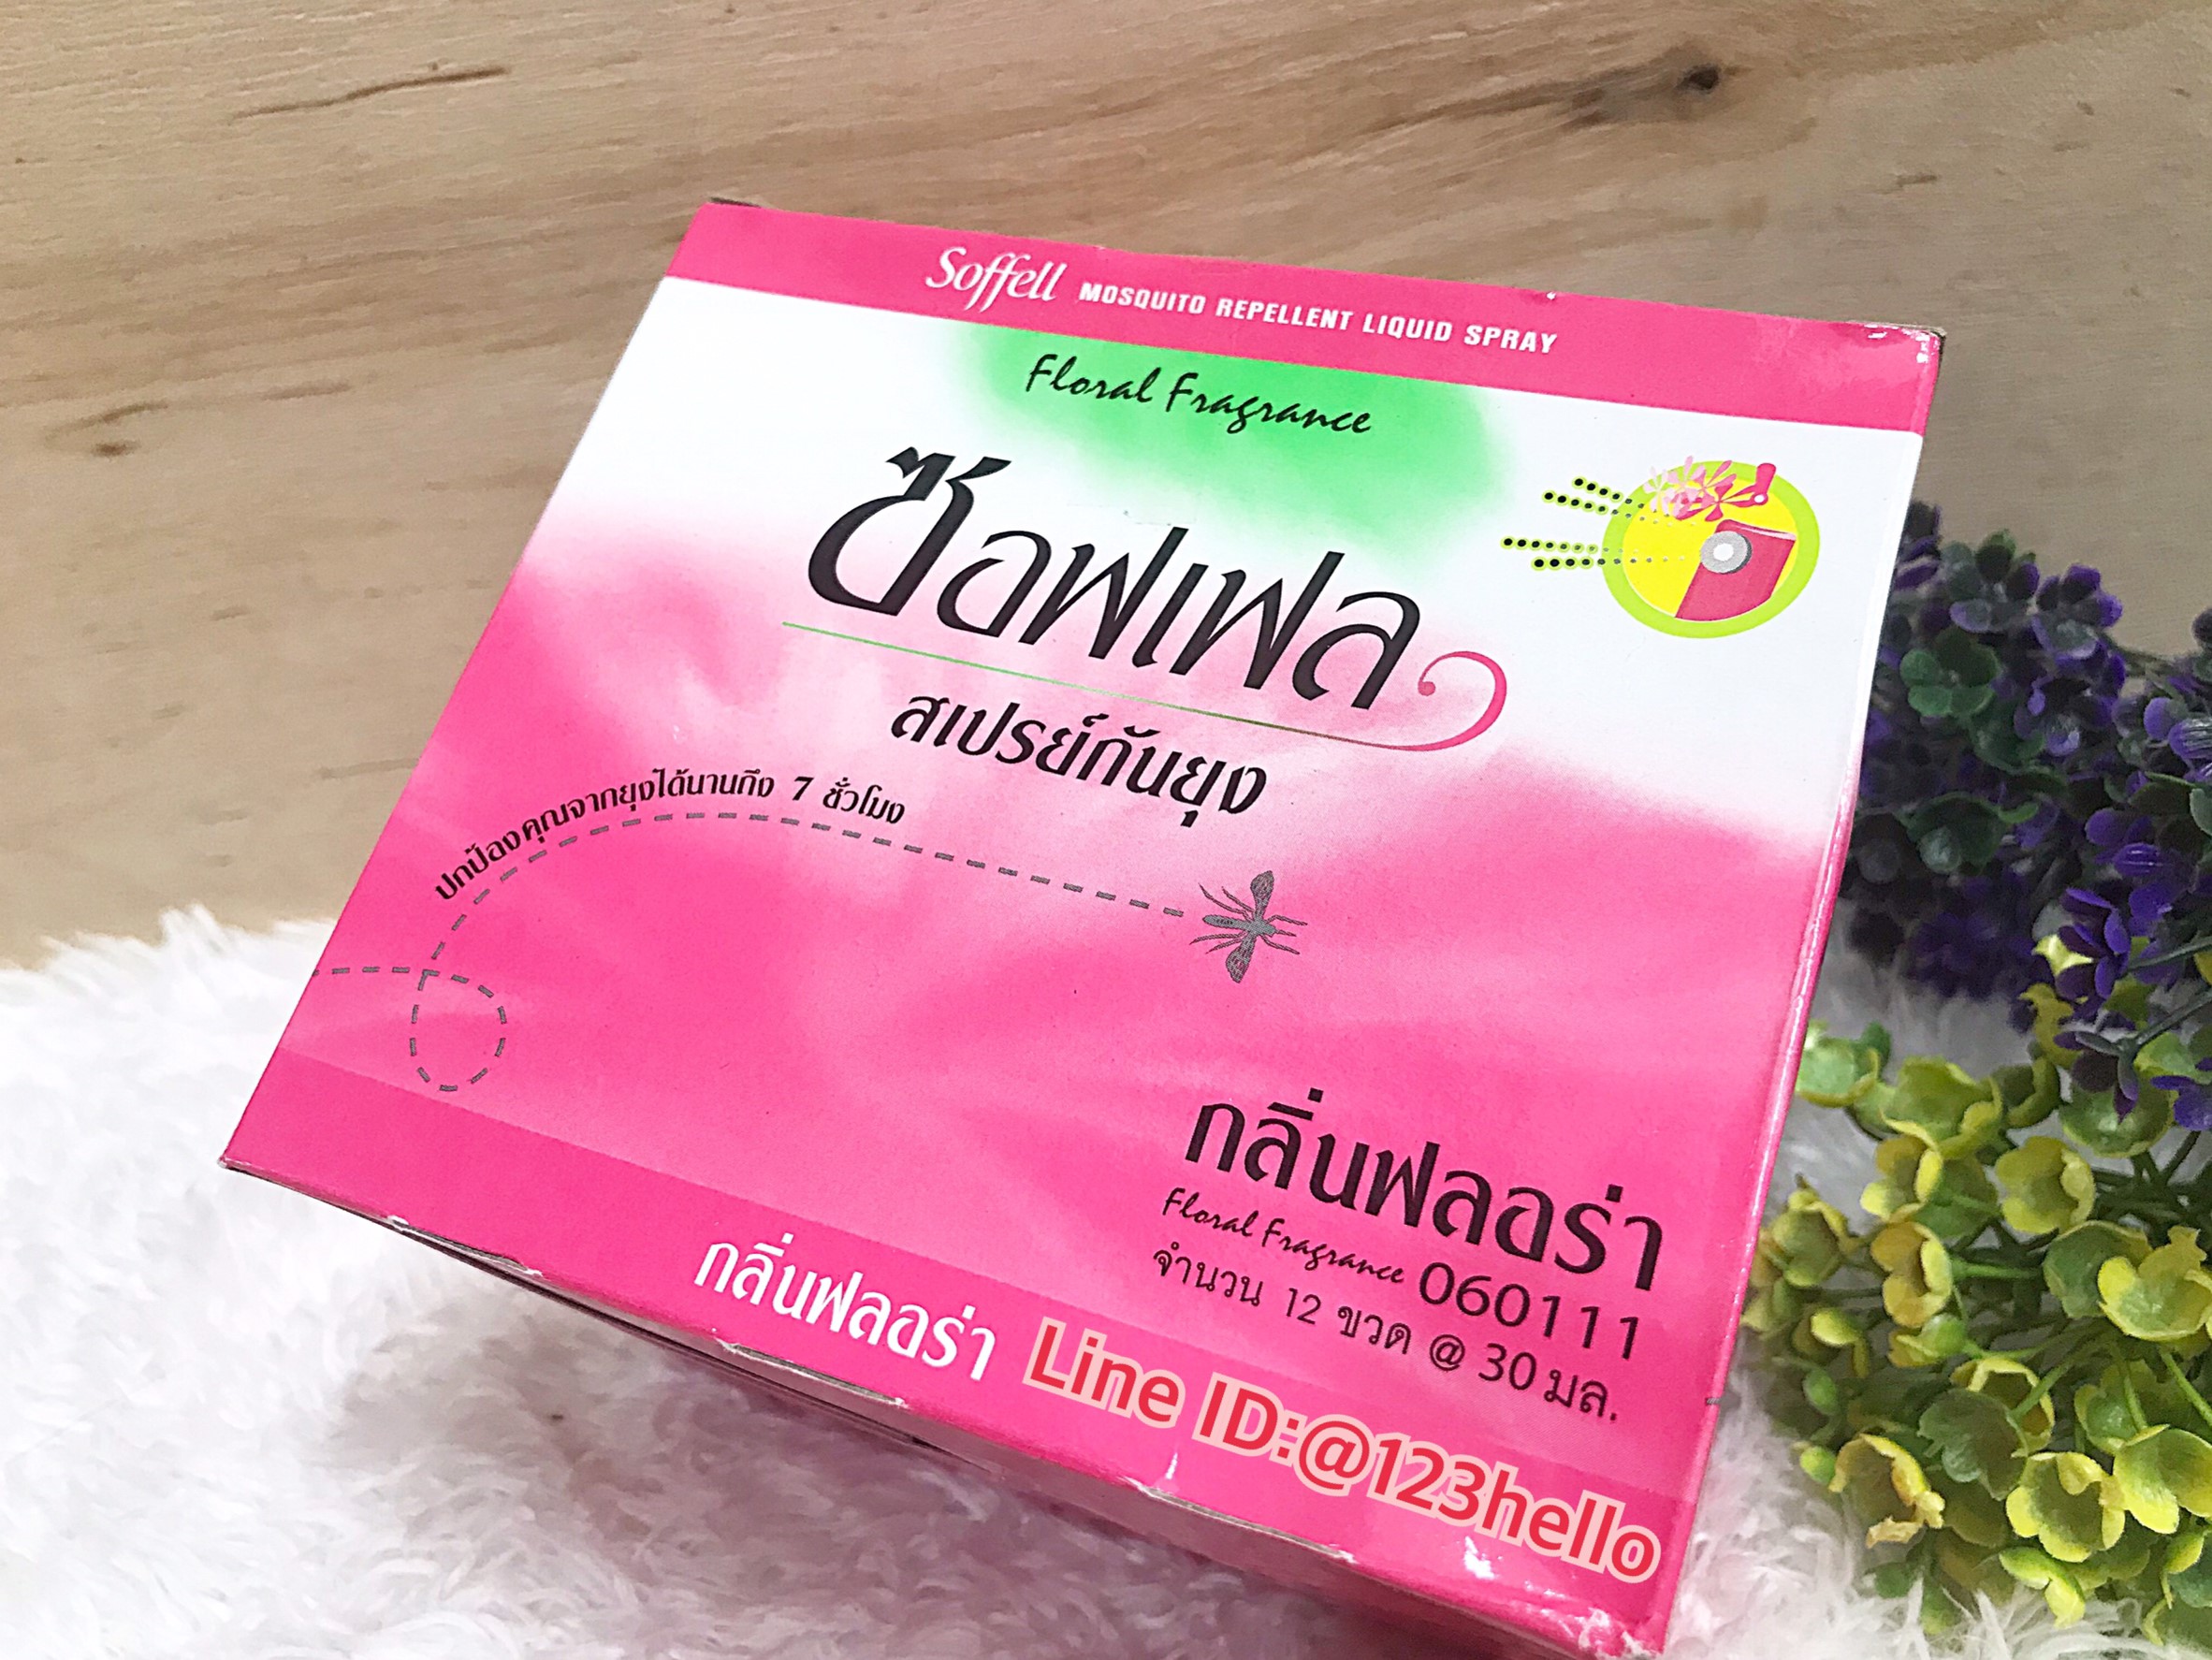 Soffell MOSQUITO REPELLENT LIQUID SPRAY
Floral Fragrance
ซอฟเฟล
สเปรย์กันยุง
ปกป้องคุณจากยุงได้นานถึง 7 ชั่วโมง
กลิ่นฟลอร่า
Floral Fragrance 060111
จำนวน 12 ขวด @ 30 มล.
กลิ่นฟลอร่า
Line ID:@123hello